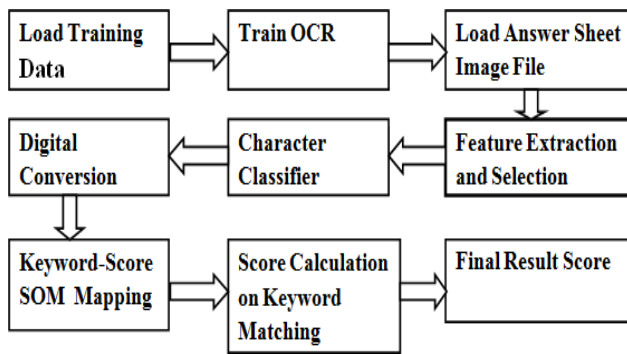 Load Training
Data
Train OCR
Load Answer Sheet
Image File
Feature Extraction
and Selection
Character
Classifier
Digital
Conversion
Keyword-Score
SOM Mapping
Score Calculation
on Keyword
Matching
Final Result Score